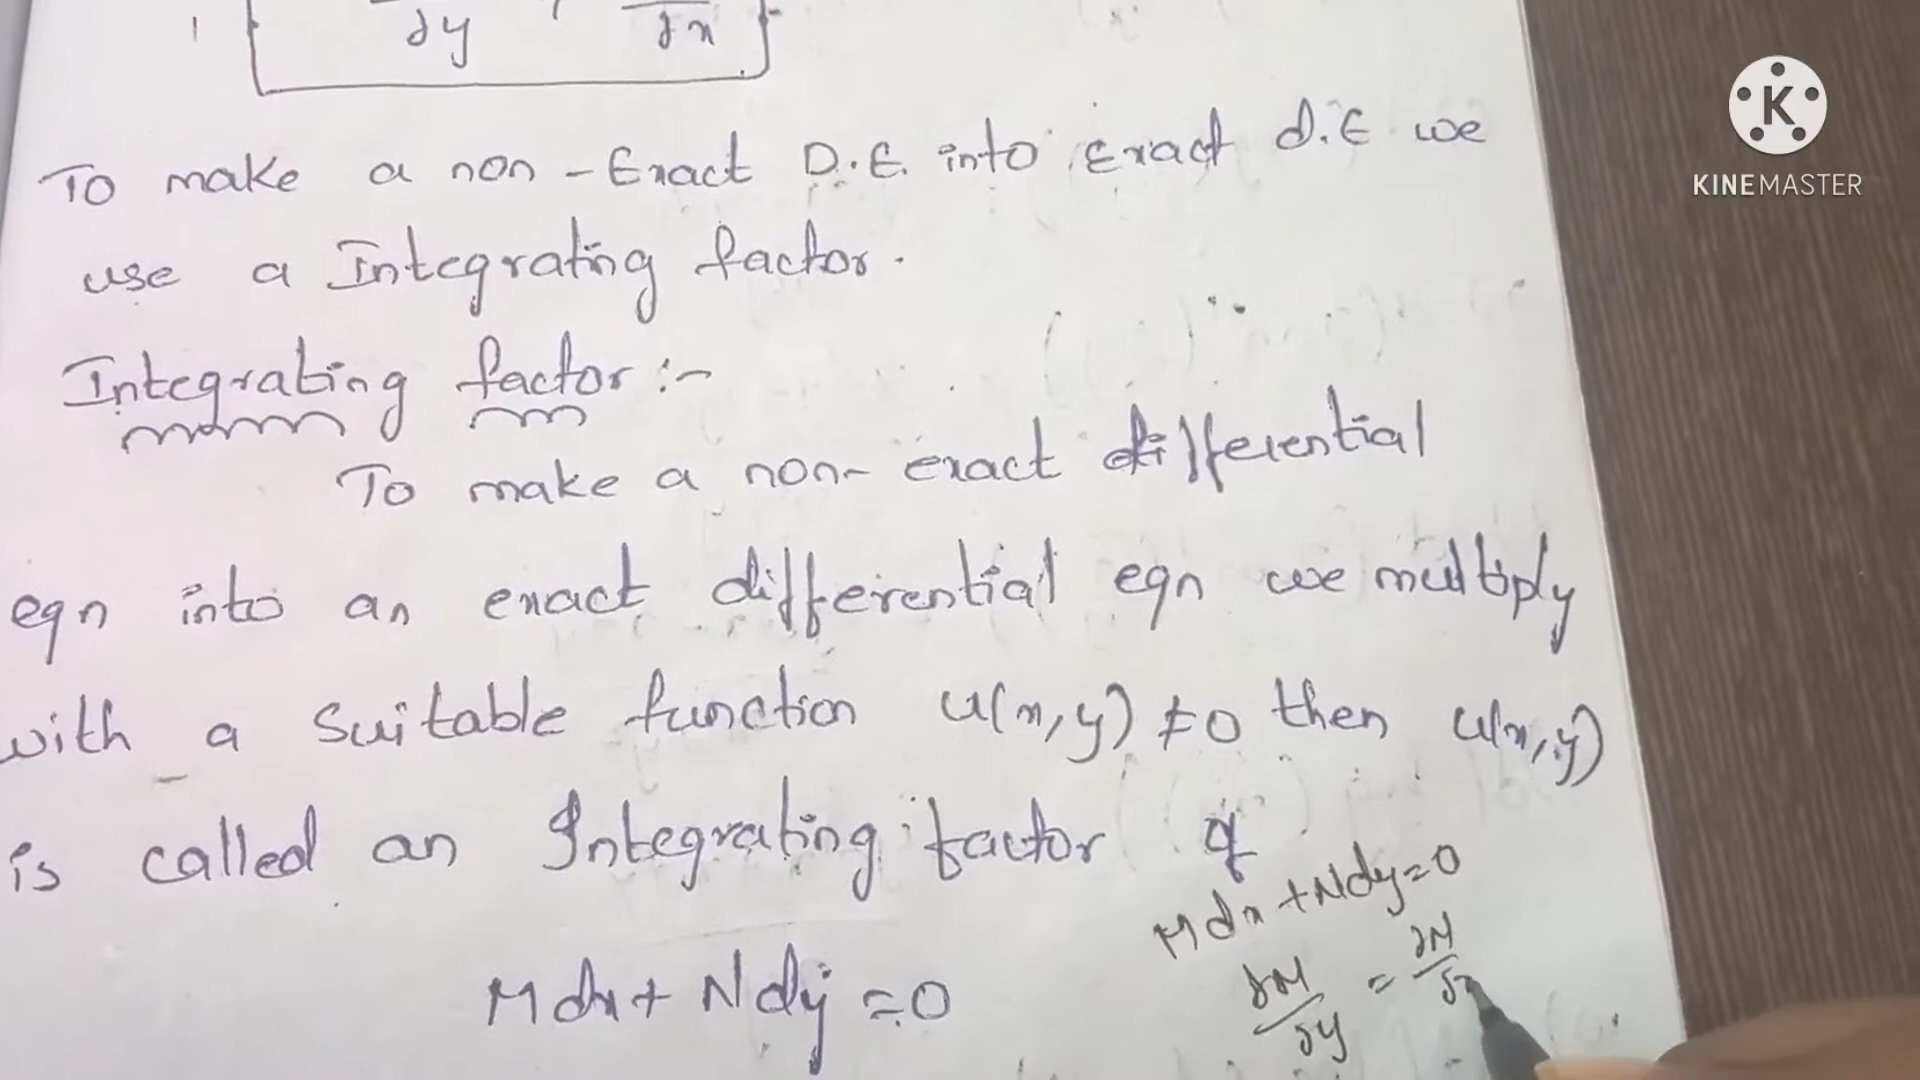 ∂y ∂x
To make a non-Exact D.E. into Exact d.E we
use a Integrating factor.
Integrating factor :-
To make a non-exact differential
eqn into an exact differential eqn we multiply
with a suitable function u(x,y) ≠0 then u(x,y)
is called an Integrating factor of
Mdx+Ndy=0
Mdx + Ndy=0
∂M/∂y = ∂N/∂x
K
KINEMASTER